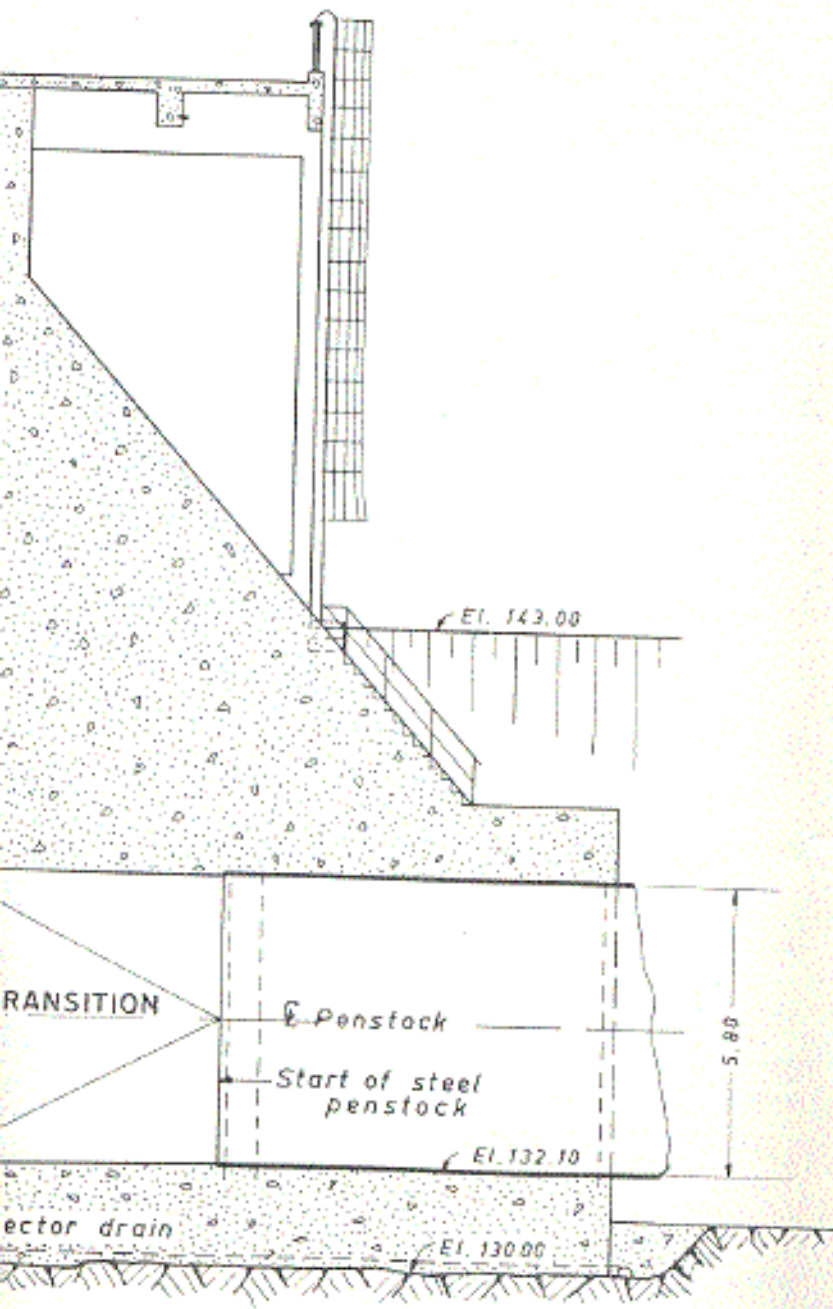 El. 143.00
RANSITION
℄ Penstock
5.80
Start of steel
penstock
El. 132.10
ector drain
El. 130.00